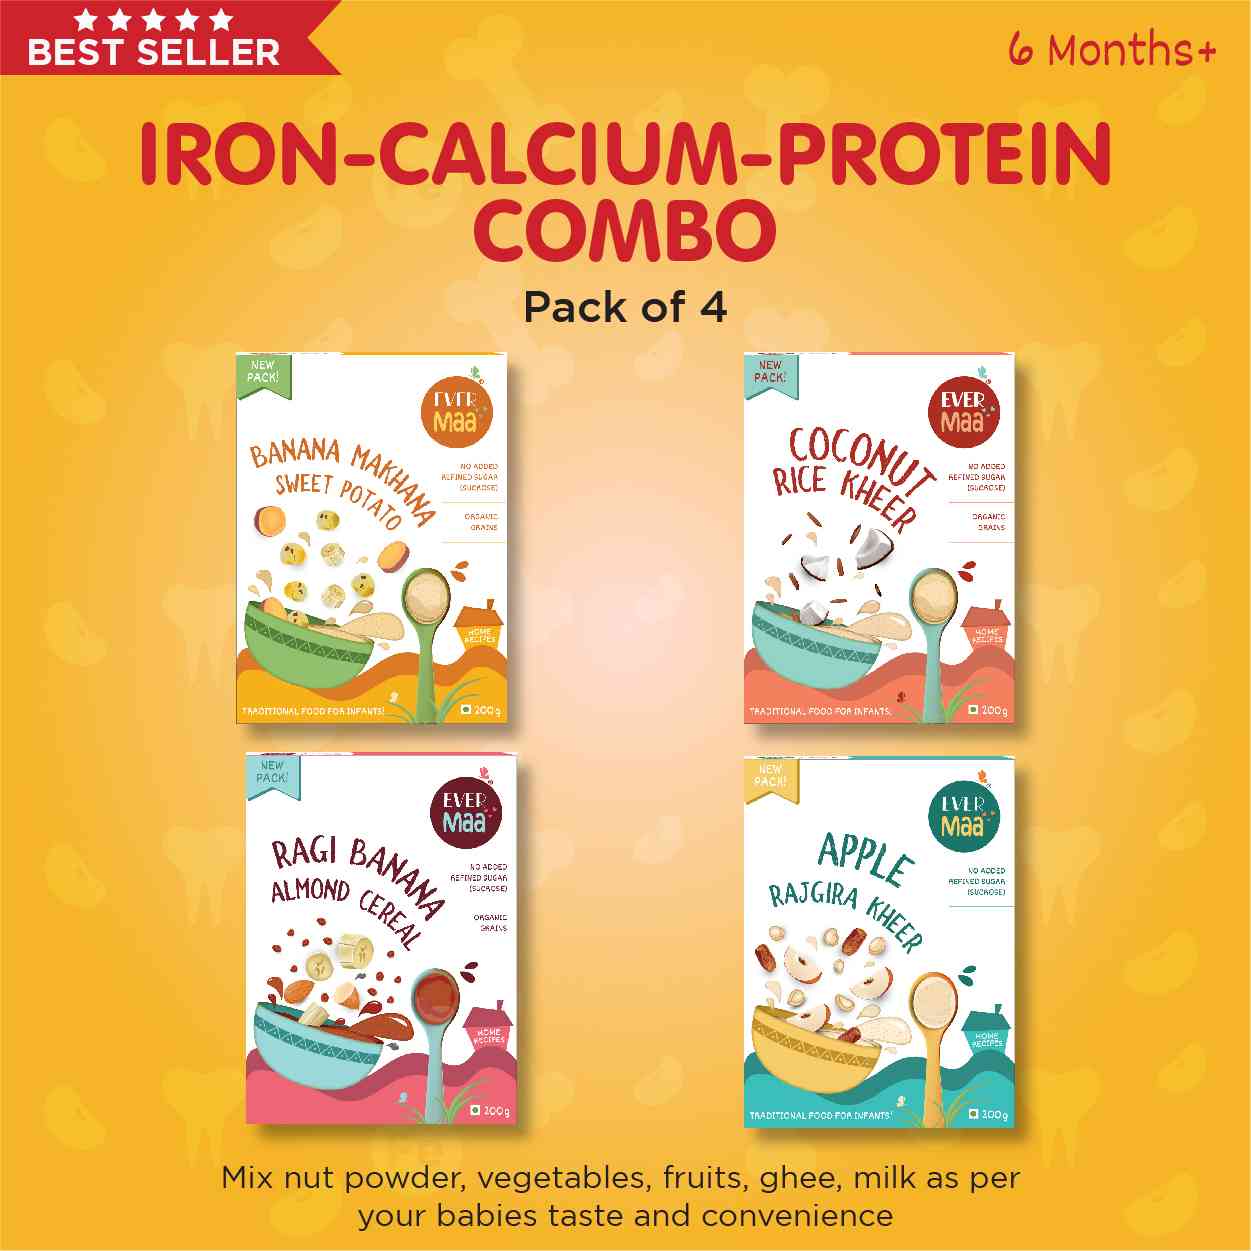 BEST SELLER
6 Months+
IRON-CALCIUM-PROTEIN
COMBO
Pack of 4
NEW
PACK!
EVER
Maa
BANANA MAKHANA
SWEET POTATO
NO ADDED
REFINED SUGAR
(SUCROSE)
ORGANIC
GRAINS
HOME
RECIPES
TRADITIONAL FOOD FOR INFANTS!
200g
NEW
PACK!
EVER
Maa
COCONUT
RICE KHEER
NO ADDED
REFINED SUGAR
(SUCROSE)
ORGANIC
GRAINS
HOME
RECIPES
TRADITIONAL FOOD FOR INFANTS.
200g
NEW
PACK!
EVER
Maa
RAGI BANANA
ALMOND CEREAL
NO ADDED
REFINED SUGAR
(SUCROSE)
ORGANIC
GRAINS
HOME
RECIPES
200g
NEW
PACK!
EVER
Maa
APPLE
RAJGIRA KHEER
NO ADDED
REFINED SUGAR
(SUCROSE)
HOME
RECIPES
TRADITIONAL FOOD FOR INFANTS!
200g
Mix nut powder, vegetables, fruits, ghee, milk as per
your babies taste and convenience